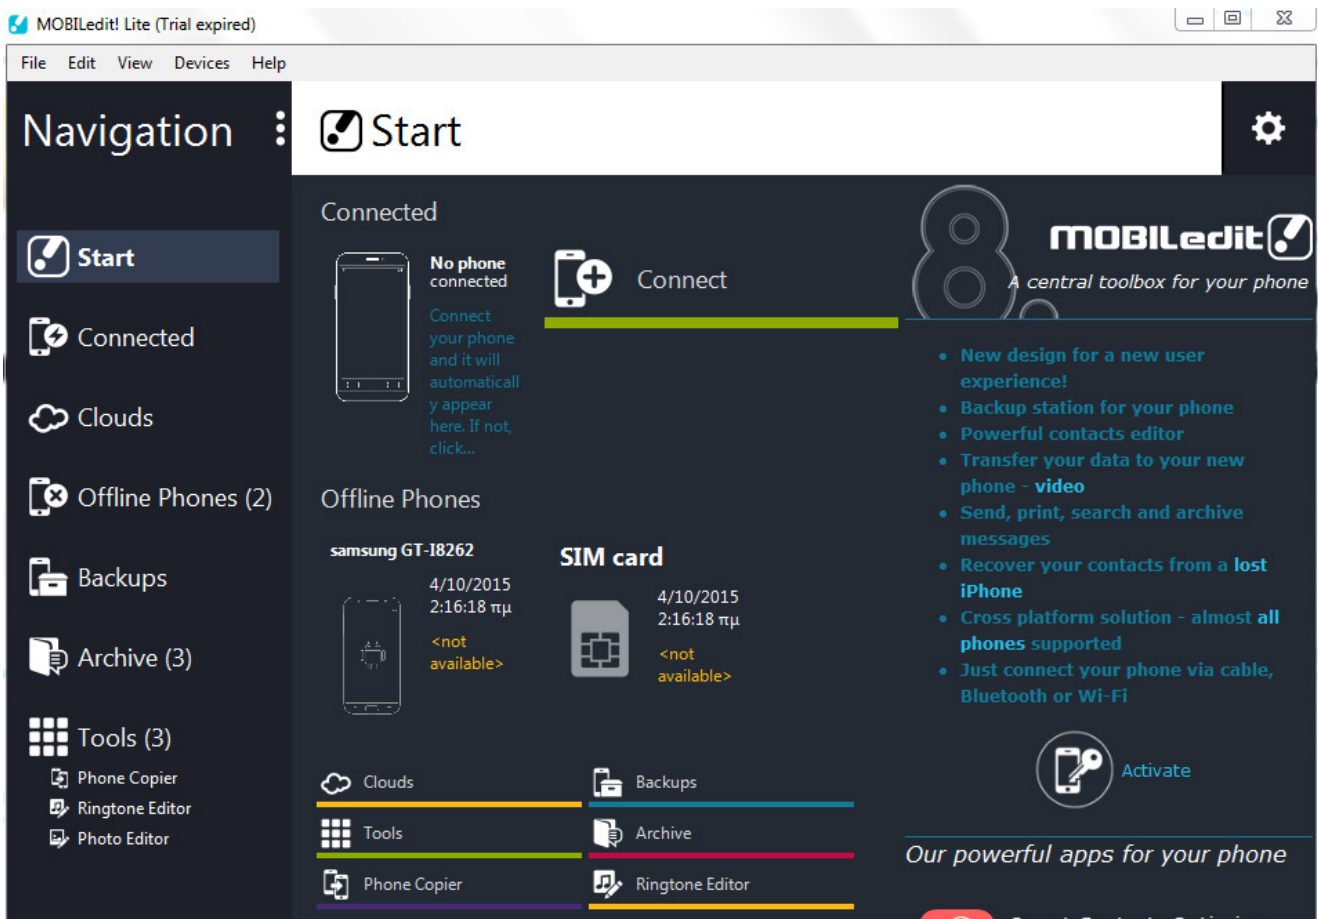 MOBILedit! Lite (Trial expired)
File Edit View Devices Help
Navigation
Start
Connected
Clouds
Offline Phones (2)
Backups
Archive (3)
Tools (3)
Phone Copier
Ringtone Editor
Photo Editor
Start
Connected
No phone
connected
Connect
your phone
and it will
automaticall
y appear
here. If not,
click...
Connect
Offline Phones
samsung GT-I8262
4/10/2015
2:16:18 πμ
<not
available>
SIM card
4/10/2015
2:16:18 πμ
<not
available>
Clouds
Backups
Tools
Archive
Phone Copier
Ringtone Editor
MOBILedit!
A central toolbox for your phone
• New design for a new user
experience!
• Backup station for your phone
• Powerful contacts editor
• Transfer your data to your new
phone - video
• Send, print, search and archive
messages
• Recover your contacts from a lost
iPhone
• Cross platform solution - almost all
phones supported
• Just connect your phone via cable,
Bluetooth or Wi-Fi
Activate
Our powerful apps for your phone